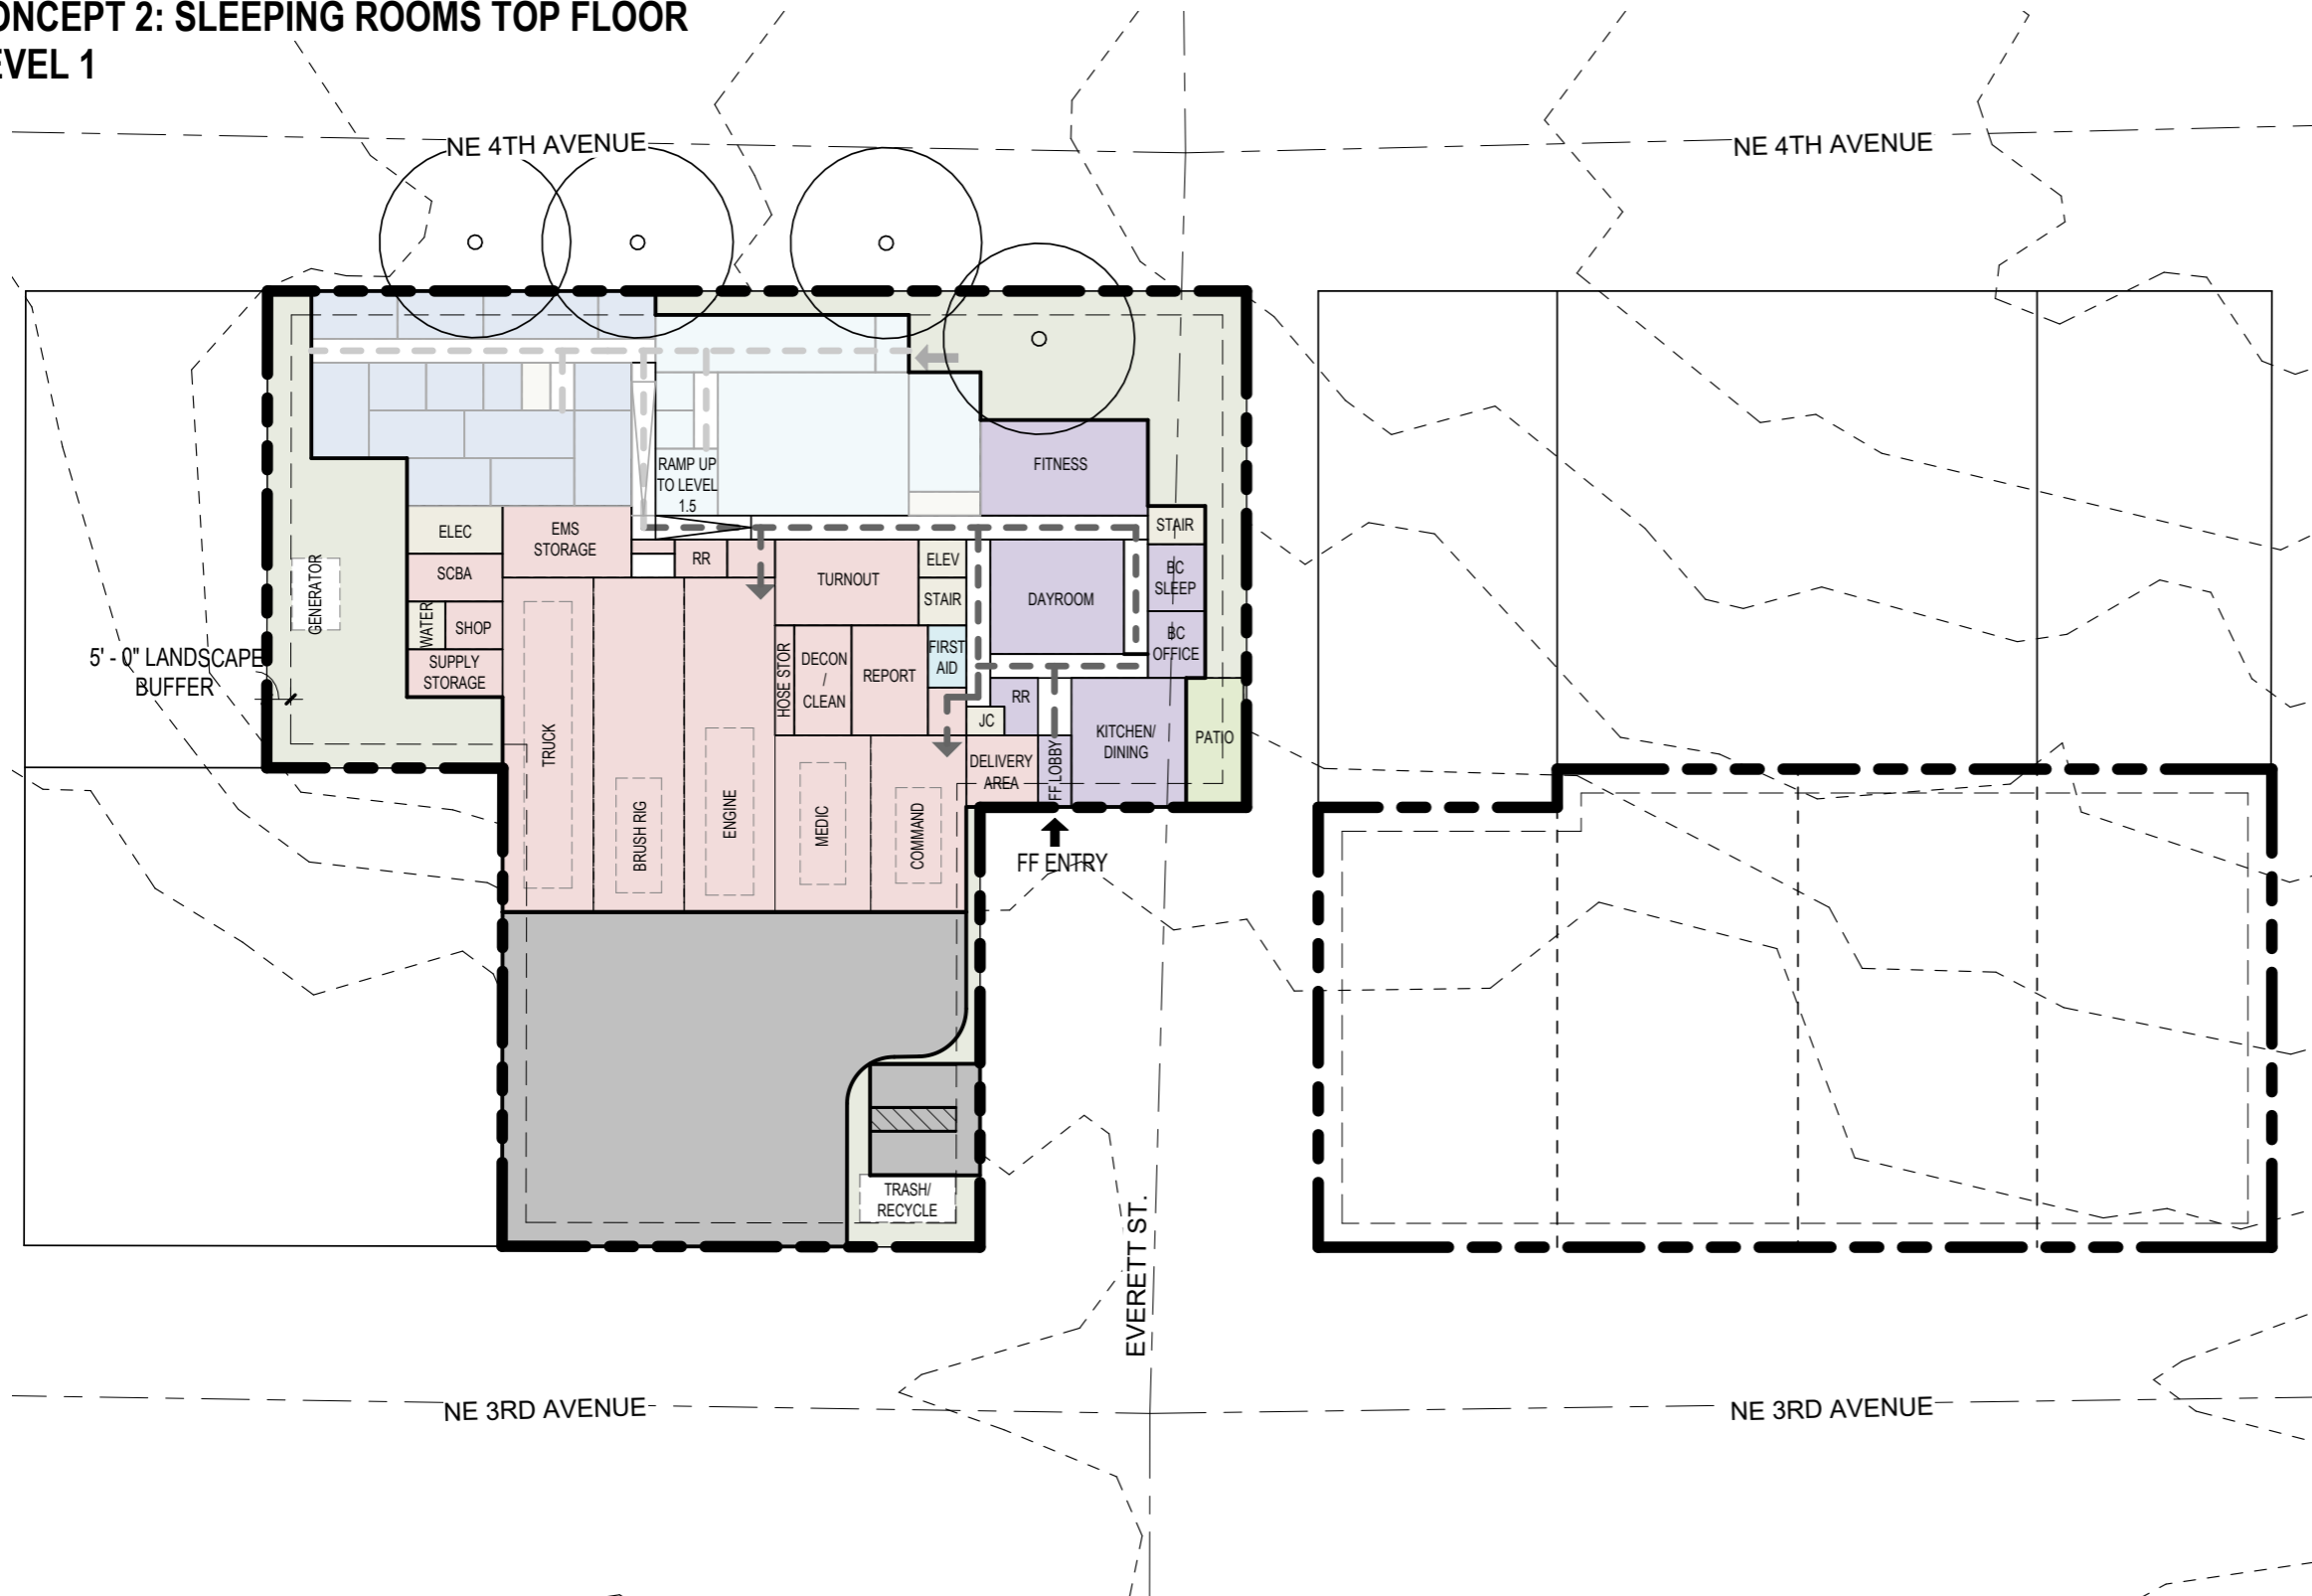 ONCEPT 2: SLEEPING ROOMS TOP FLOOR
EVEL 1
NE 4TH AVENUE
NE 4TH AVENUE
RAMP UP
TO LEVEL
1.5
FITNESS
ELEC
EMS
STORAGE
STAIR
SCBA
RR
TURNOUT
ELEV
BC
SLEEP
GENERATOR
STAIR
DAYROOM
WATER
SHOP
BC
OFFICE
5' - 0" LANDSCAPE
BUFFER
SUPPLY
STORAGE
HOSE STOR
DECON
/
CLEAN
REPORT
FIRST
AID
RR
JC
KITCHEN/
DINING
PATIO
TRUCK
BRUSH RIG
ENGINE
MEDIC
COMMAND
DELIVERY
AREA
FF LOBBY
FF ENTRY
TRASH/
RECYCLE
EVERETT ST.
NE 3RD AVENUE
NE 3RD AVENUE